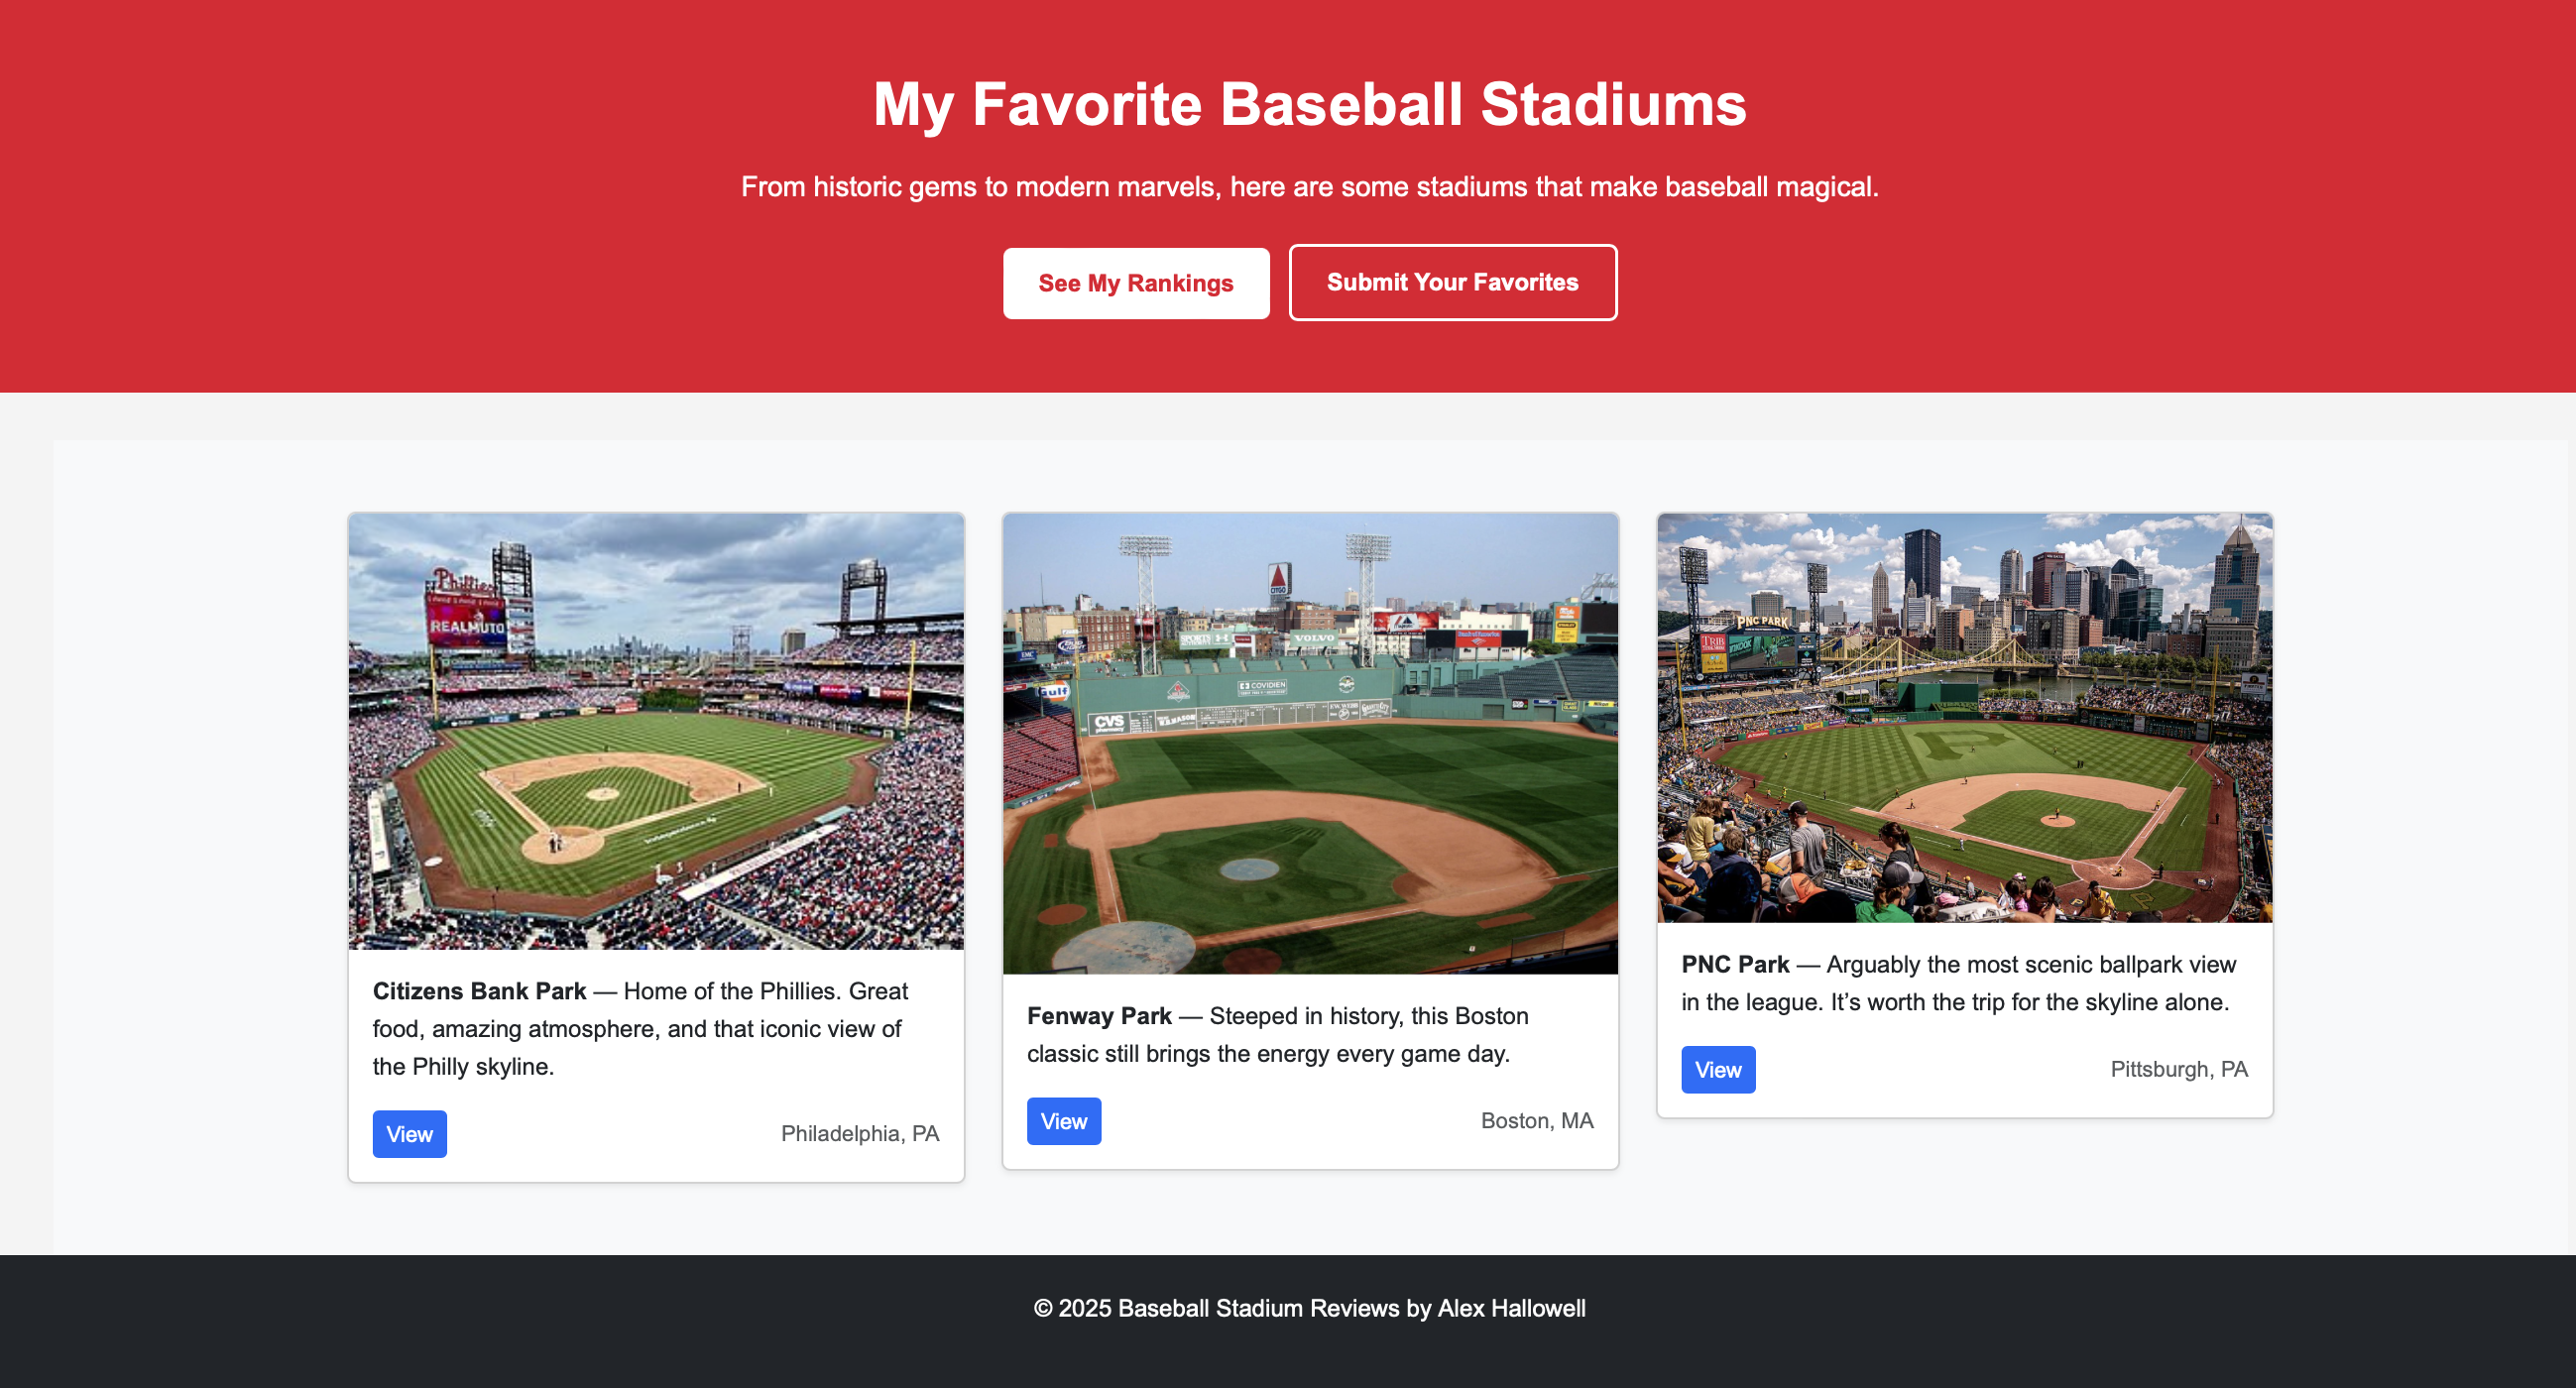 My Favorite Baseball Stadiums
From historic gems to modern marvels, here are some stadiums that make baseball magical.
See My Rankings
Submit Your Favorites
Phillies
REALMUTO
CITGO
VOLVO
Gulf
COVIDIEN
CVS
pharmacy
PNC PARK
TRIB
Citizens Bank Park — Home of the Phillies. Great
food, amazing atmosphere, and that iconic view of
the Philly skyline.
View
Philadelphia, PA
Fenway Park — Steeped in history, this Boston
classic still brings the energy every game day.
View
Boston, MA
PNC Park — Arguably the most scenic ballpark view
in the league. It’s worth the trip for the skyline alone.
View
Pittsburgh, PA
© 2025 Baseball Stadium Reviews by Alex Hallowell